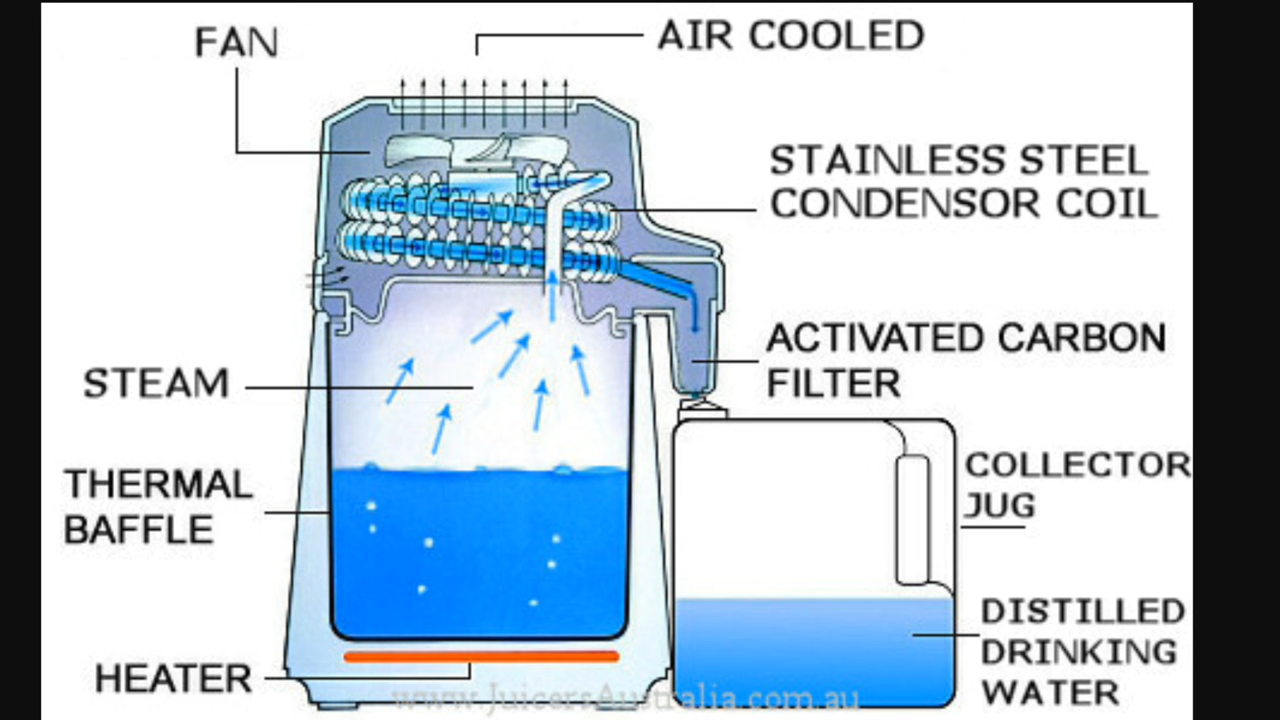 FAN
AIR COOLED
STAINLESS STEEL
CONDENSOR COIL
ACTIVATED CARBON
FILTER
STEAM
COLLECTOR
JUG
THERMAL
BAFFLE
DISTILLED
DRINKING
WATER
HEATER
www.JuicersAustralia.com.au